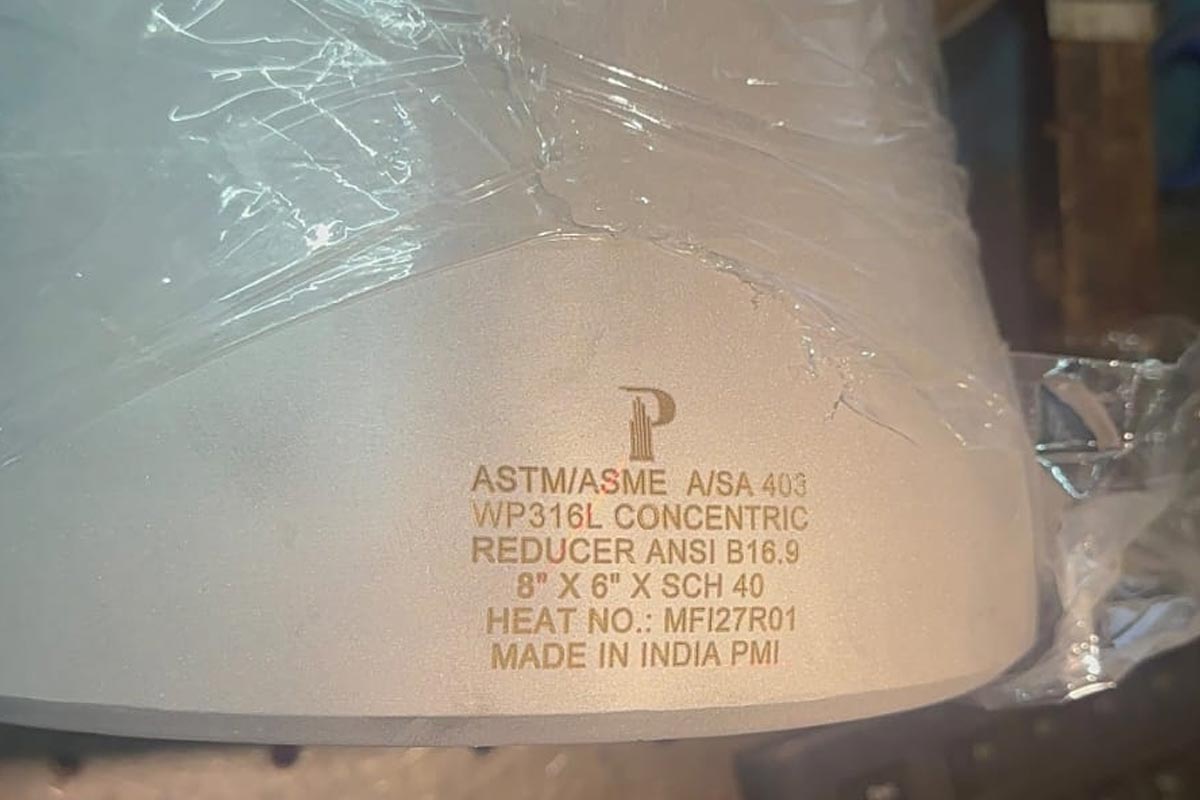 P
ASTM/ASME A/SA 403
WP316L CONCENTRIC
REDUCER ANSI B16.9
8" X 6" X SCH 40
HEAT NO.: MFI27R01
MADE IN INDIA PMI